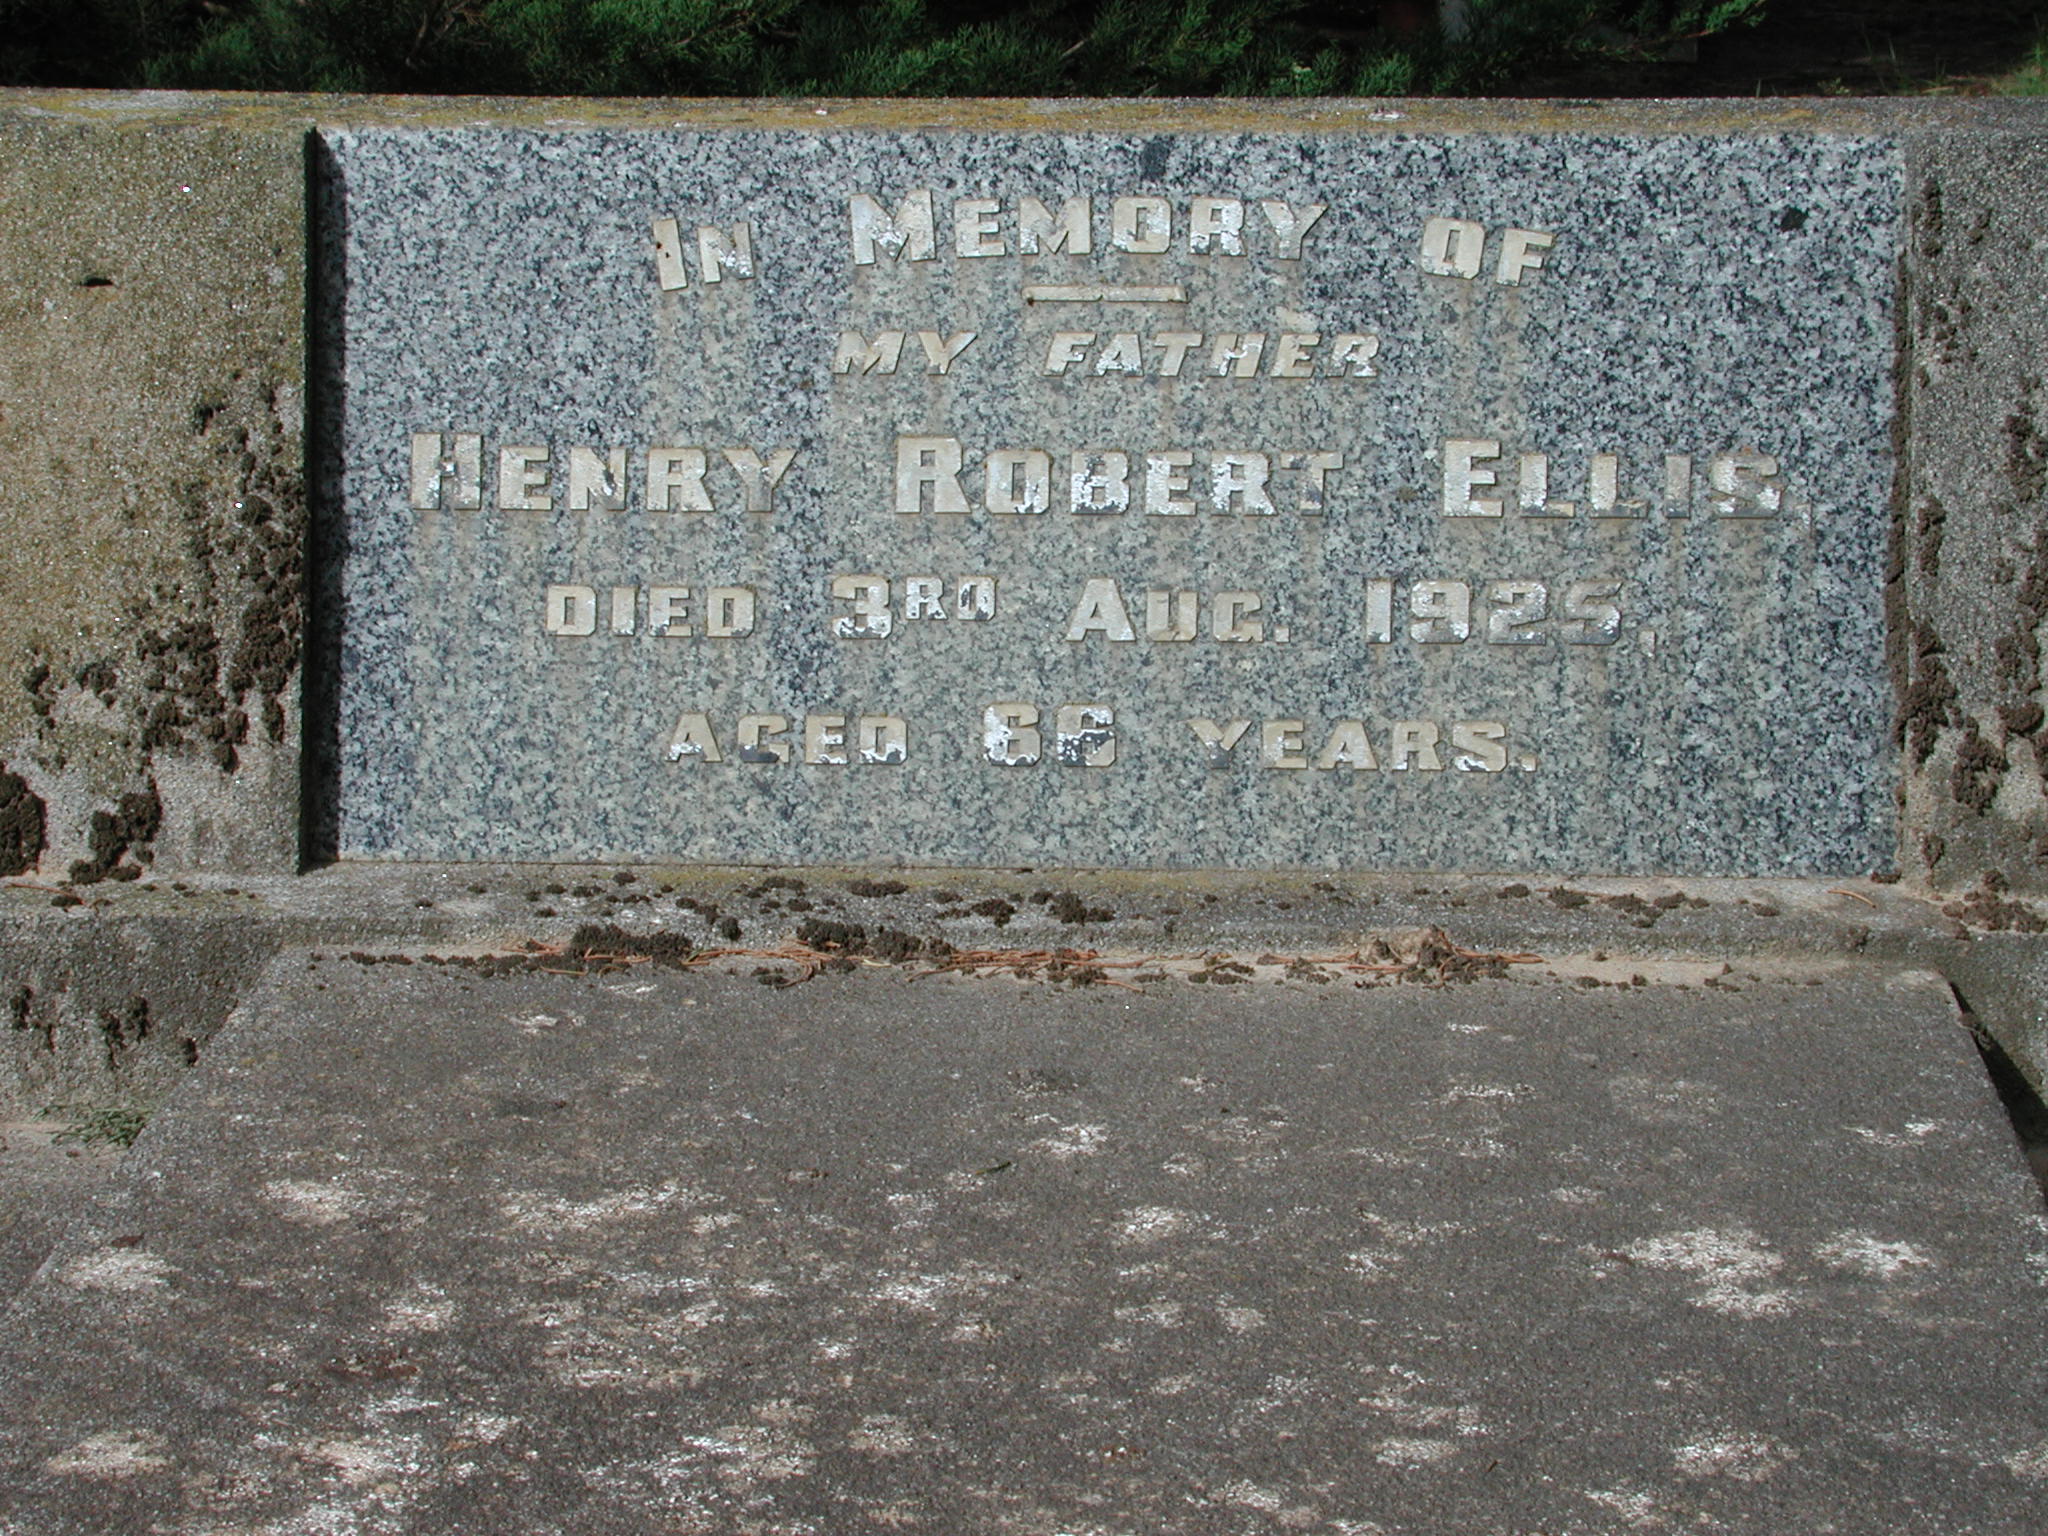 IN MEMORY OF
MY FATHER
HENRY ROBERT ELLIS,
DIED 3RD AUG. 1925,
AGED 66 YEARS.